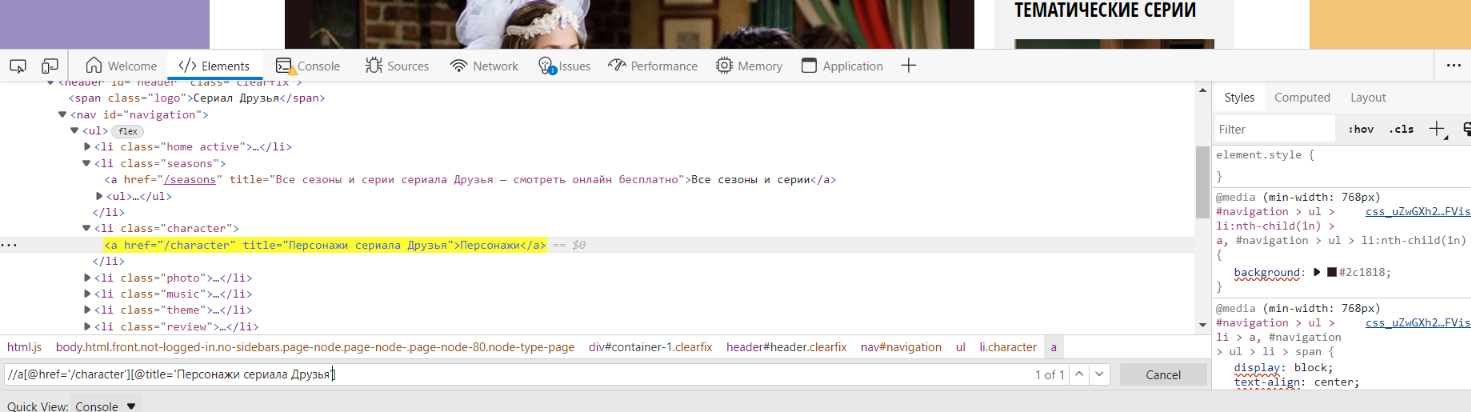 ТЕМАТИЧЕСКИЕ СЕРИИ
Welcome Elements Console Sources Network Issues Performance Memory Application
<header id="header" class="clearfix">
<span class="logo">Сериал Друзья</span>
<nav id="navigation">
<ul> flex
<li class="home active">…</li>
<li class="seasons">
<a href="/seasons" title="Все сезоны и серии сериала Друзья — смотреть онлайн бесплатно">Все сезоны и серии</a>
<ul>…</ul>
</li>
<li class="character">
<a href="/character" title="Персонажи сериала Друзья">Персонажи</a> == $0
</li>
<li class="photo">…</li>
<li class="music">…</li>
<li class="theme">…</li>
<li class="review">…</li>
html.js body.html.front.not-logged-in.no-sidebars.page-node.page-node-.page-node-80.node-type-page div#container-1.clearfix header#header.clearfix nav#navigation ul li.character a
//a[@href='/character'][@title='Персонажи сериала Друзья'] 1 of 1 Cancel
Quick View: Console
Styles Computed Layout
Filter :hov .cls
element.style {
}
@media (min-width: 768px)
#navigation > ul > css_uZwGXh2…FVis
li:nth-child(1n) >
a, #navigation > ul > li:nth-child(1n)
{
background: #2c1818;
}
@media (min-width: 768px)
#navigation > ul > css_uZwGXh2…FVis
li > a, #navigation
> ul > li > span {
display: block;
text-align: center;